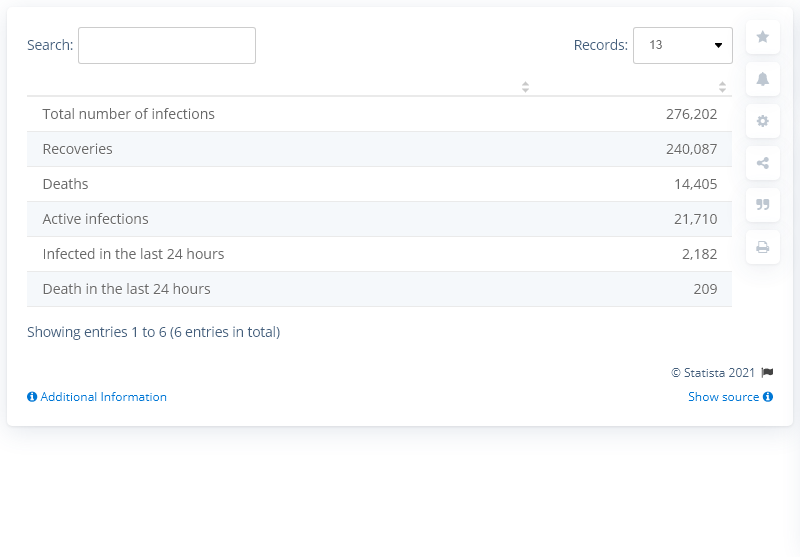 Search:
Records: 13
Total number of infections 276,202
Recoveries 240,087
Deaths 14,405
Active infections 21,710
Infected in the last 24 hours 2,182
Death in the last 24 hours 209
Showing entries 1 to 6 (6 entries in total)
© Statista 2021
Additional Information Show source